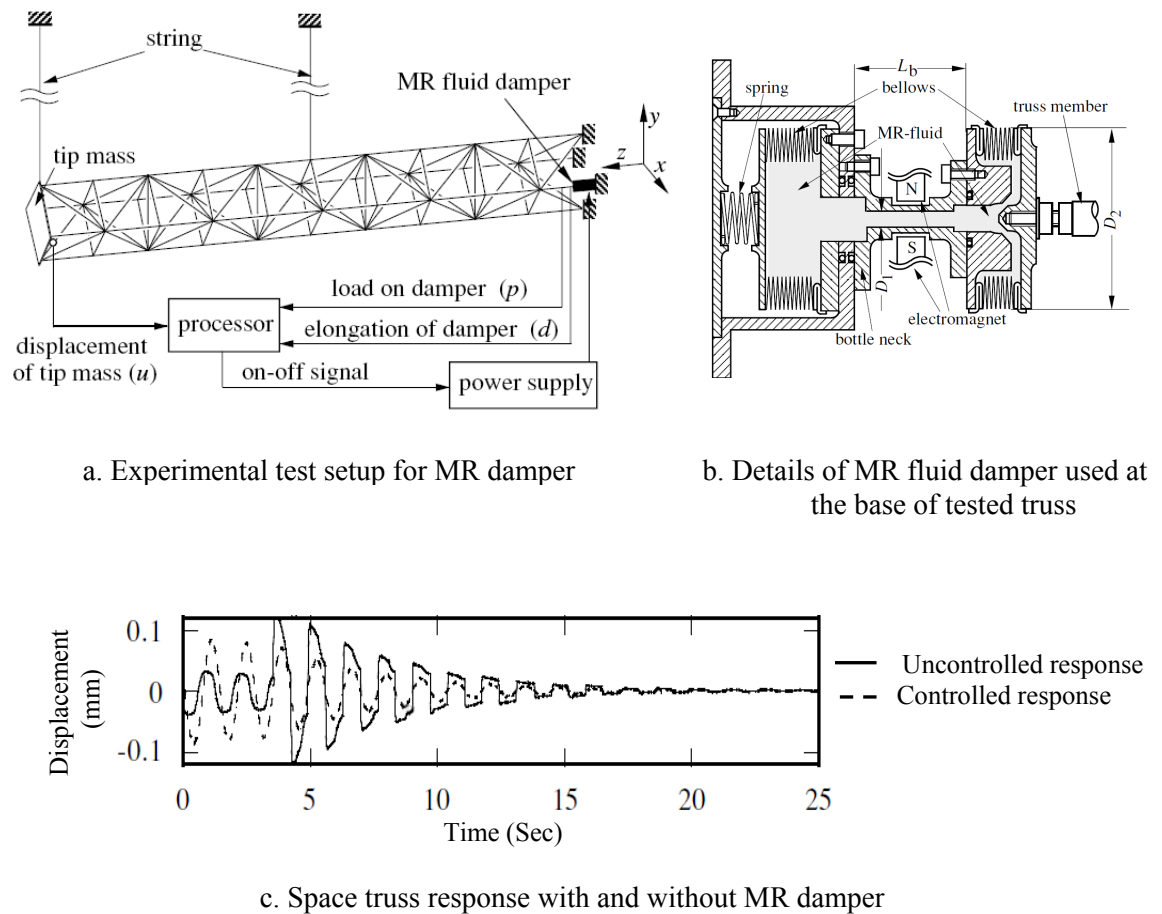 string
MR fluid damper
y
z
x
tip mass
load on damper (p)
processor
elongation of damper (d)
displacement
of tip mass (u)
on-off signal
power supply
L_b
spring
bellows
truss member
MR-fluid
N
S
D_1
D_2
electromagnet
bottle neck
a. Experimental test setup for MR damper
b. Details of MR fluid damper used at
the base of tested truss
Displacement
(mm)
0.1
0
-0.1
0 5 10 15 20 25
Time (Sec)
Uncontrolled response
Controlled response
c. Space truss response with and without MR damper